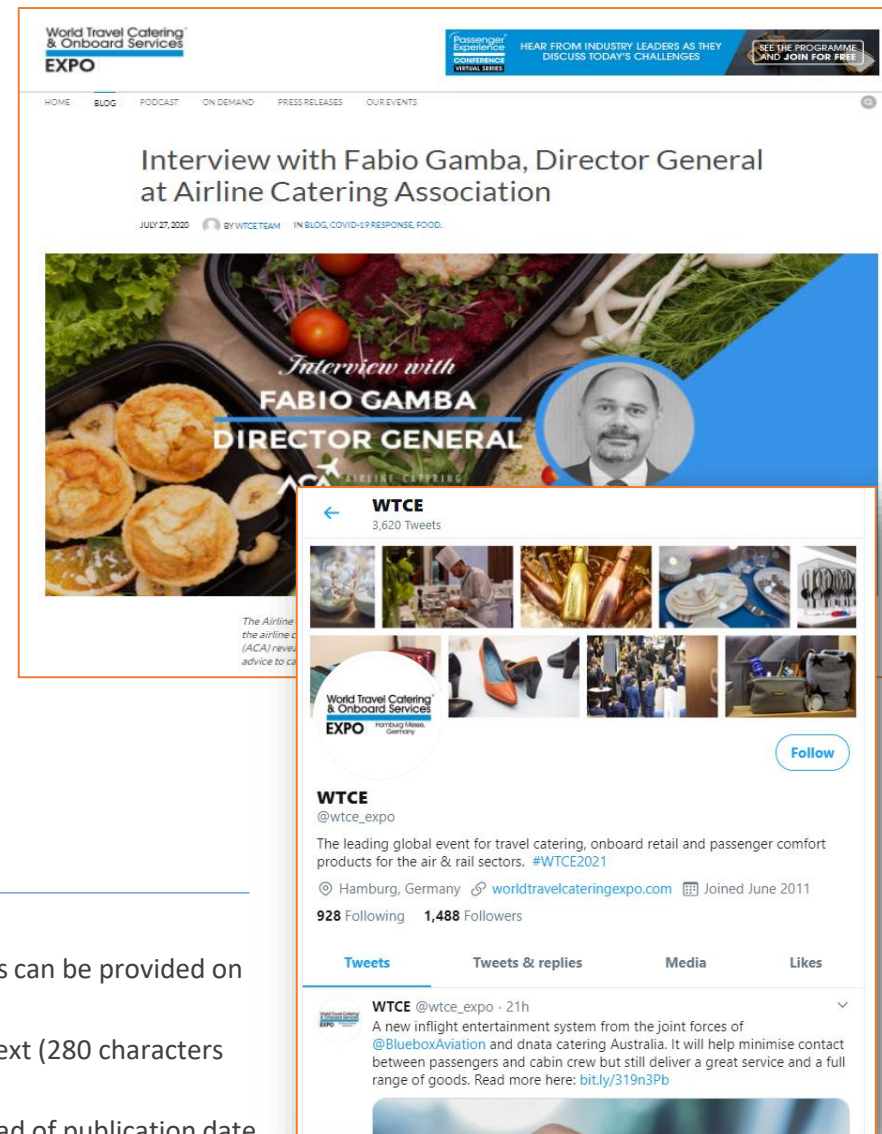 World Travel Catering
& Onboard Services
EXPO
Passenger
Experience
CONFERENCE
VIRTUAL SERIES
HEAR FROM INDUSTRY LEADERS AS THEY
DISCUSS TODAY'S CHALLENGES
SEE THE PROGRAMME
AND JOIN FOR FREE
HOME BLOG PODCAST ON DEMAND PRESS RELEASES OUR EVENTS
Interview with Fabio Gamba, Director General
at Airline Catering Association
JULY 27, 2020 BY WTCE TEAM IN BLOG, COVID-19 RESPONSE, FOOD.
Interview with
FABIO GAMBA
DIRECTOR GENERAL
ACA AIRLINE CATERING
The Airline
the airline c
(ACA) revea
advice to ca
WTCE
3,620 Tweets
World Travel Catering
& Onboard Services
EXPO Hamburg Messe,
Germany
Follow
WTCE
@wtce_expo
The leading global event for travel catering, onboard retail and passenger comfort
products for the air & rail sectors. #WTCE2021
Hamburg, Germany worldtravelcateringexpo.com Joined June 2011
928 Following 1,488 Followers
Tweets Tweets & replies Media Likes
WTCE @wtce_expo · 21h
A new inflight entertainment system from the joint forces of
@BlueboxAviation and dnata catering Australia. It will help minimise contact
between passengers and cabin crew but still deliver a great service and a full
range of goods. Read more here: bit.ly/319n3Pb
s can be provided on
ext (280 characters
ad of publication date